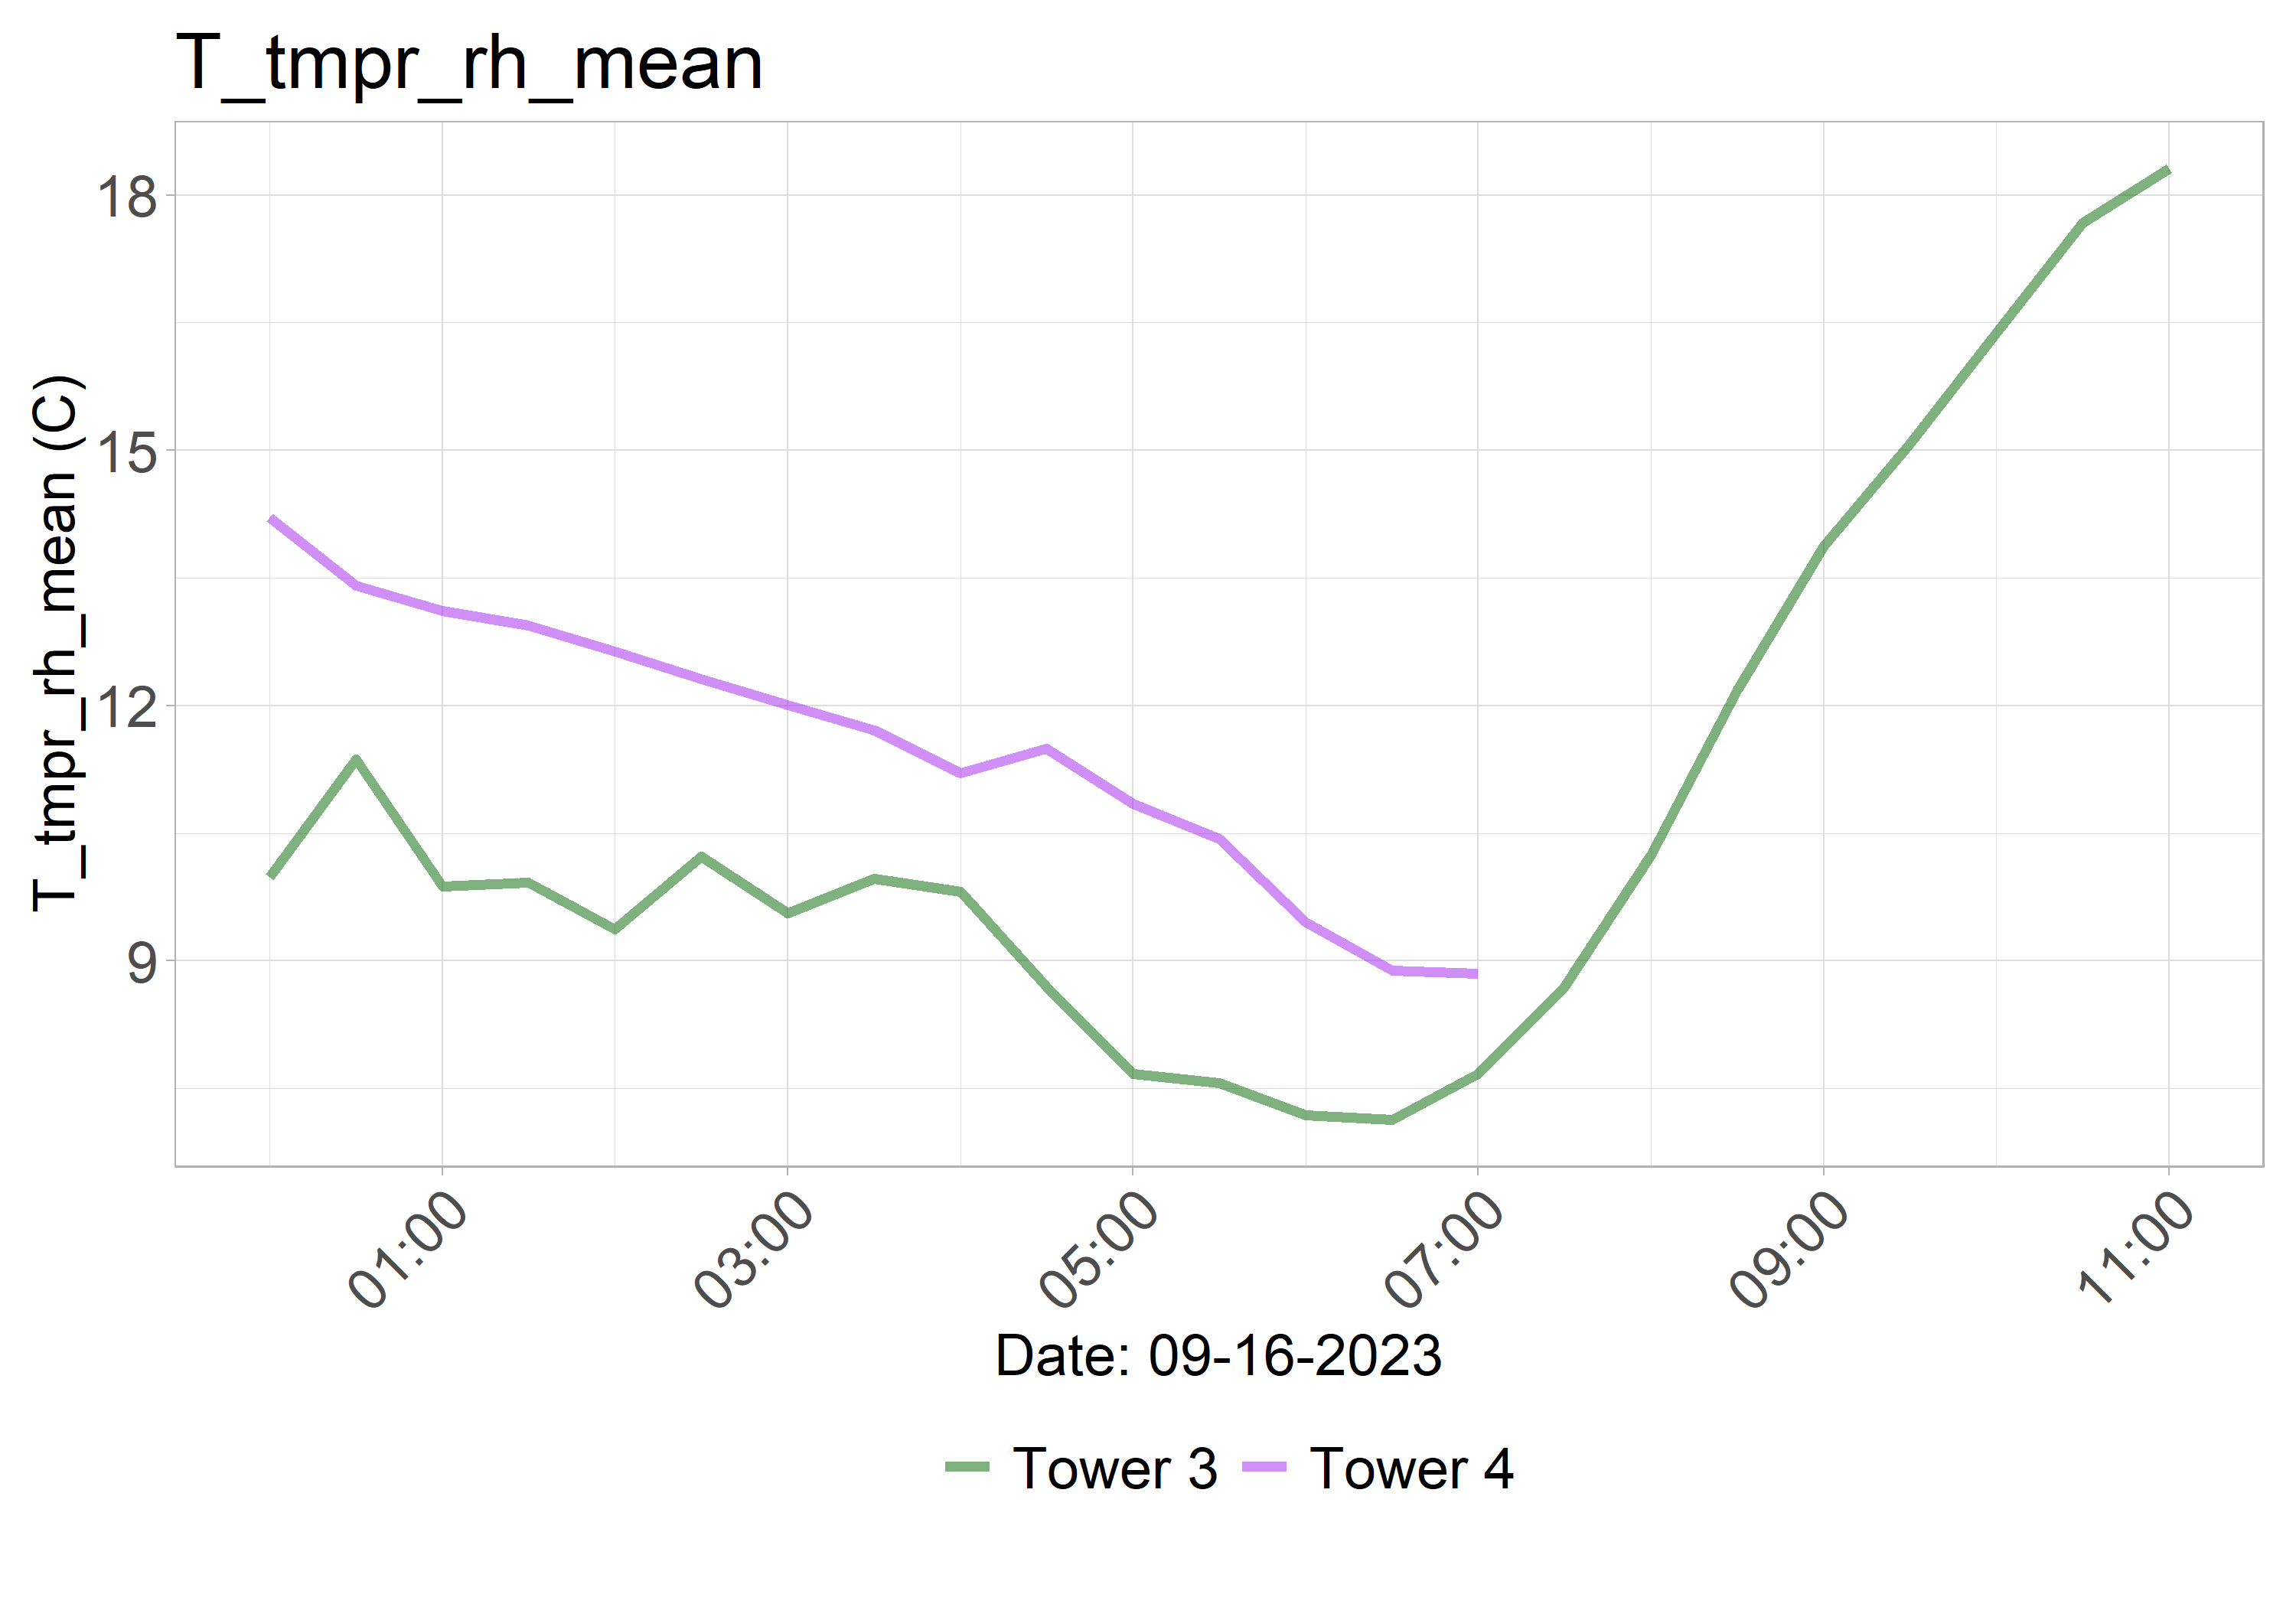 T_tmpr_rh_mean
T_tmpr_rh_mean (C)
18
15
12
9
01:00
03:00
05:00
07:00
09:00
11:00
Date: 09-16-2023
Tower 3
Tower 4